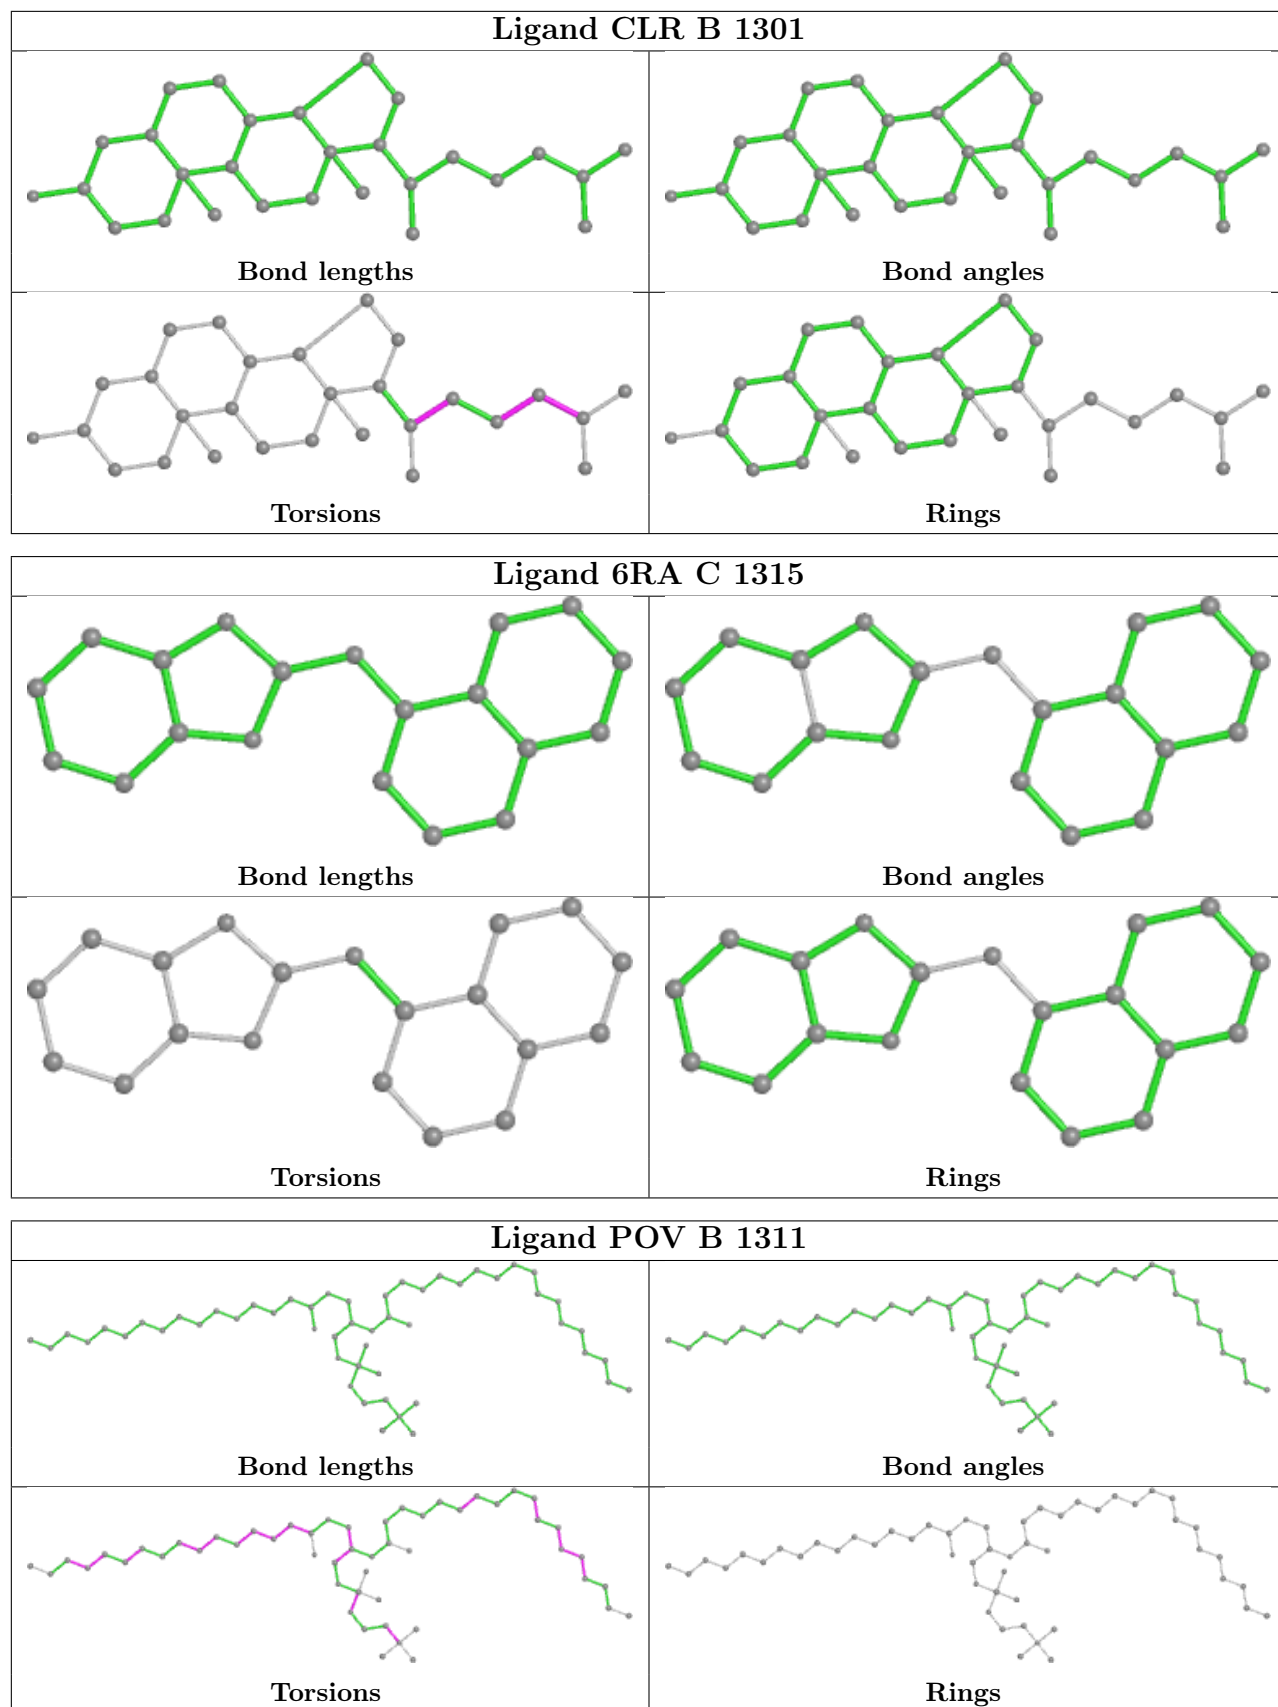 Ligand CLR B 1301
Bond lengths
Bond angles
Torsions
Rings
Ligand 6RA C 1315
Bond lengths
Bond angles
Torsions
Rings
Ligand POV B 1311
Bond lengths
Bond angles
Torsions
Rings